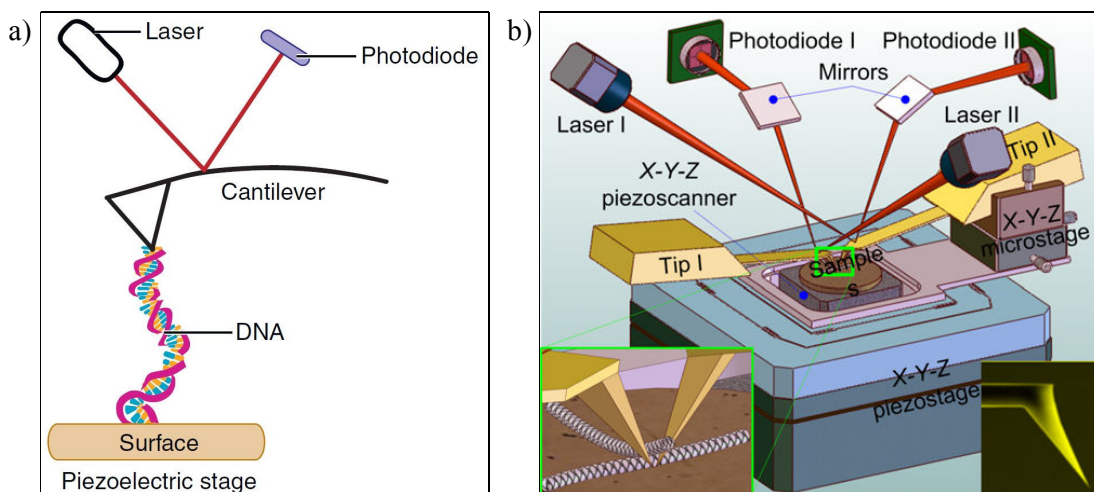 a)
Laser
Photodiode
Cantilever
DNA
Surface
Piezoelectric stage
b)
Photodiode I
Photodiode II
Mirrors
Laser I
Laser II
Tip II
X-Y-Z
piezoscanner
X-Y-Z
microstage
Tip I
Sample
s
X-Y-Z
piezostage